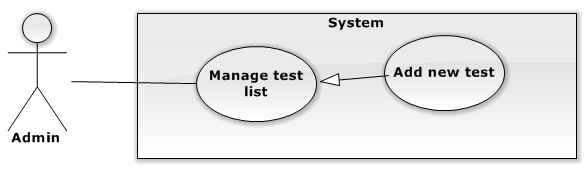 System
Manage test
list
Add new test
Admin